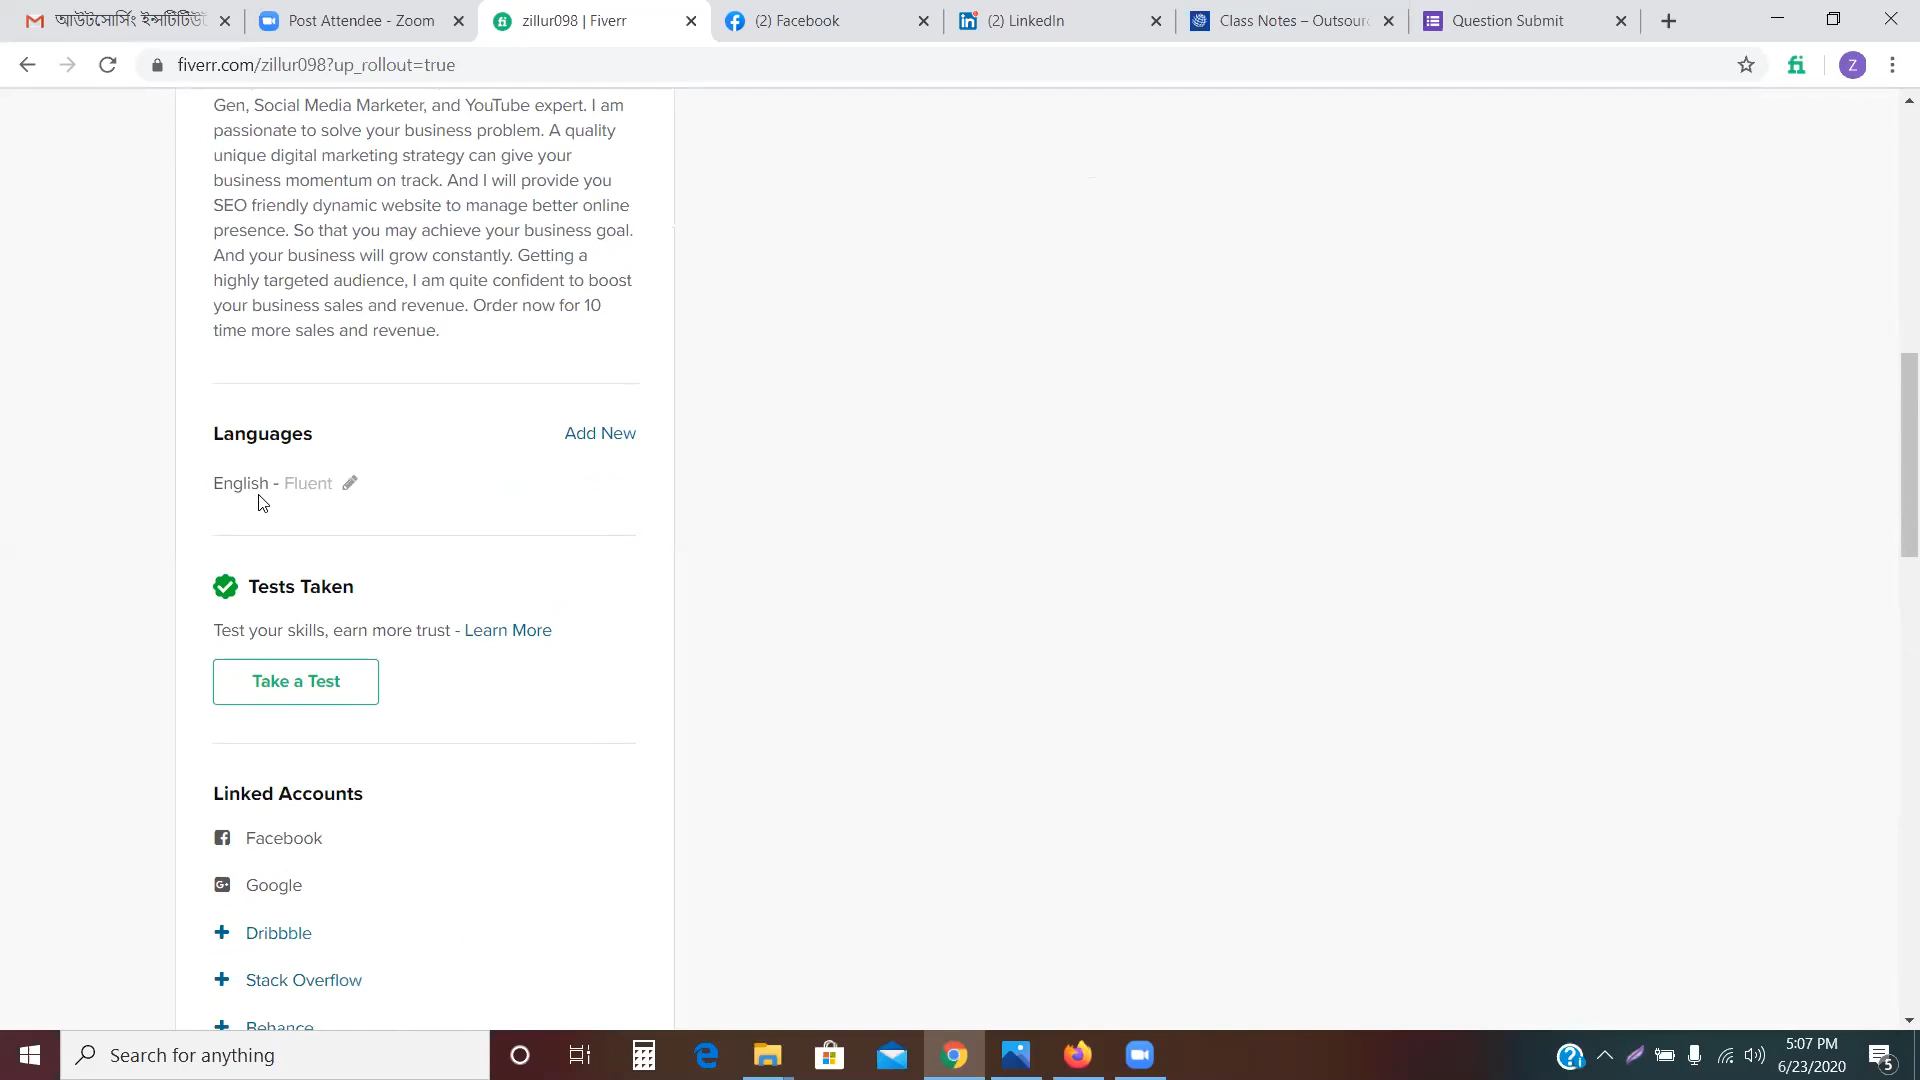 আউটসোর্সিং ইন্সটিটিউট
Post Attendee - Zoom
zillur098 | Fiverr
(2) Facebook
(2) LinkedIn
Class Notes – Outsour
Question Submit
fiverr.com/zillur098?up_rollout=true
Z
Gen, Social Media Marketer, and YouTube expert. I am
passionate to solve your business problem. A quality
unique digital marketing strategy can give your
business momentum on track. And I will provide you
SEO friendly dynamic website to manage better online
presence. So that you may achieve your business goal.
And your business will grow constantly. Getting a
highly targeted audience, I am quite confident to boost
your business sales and revenue. Order now for 10
time more sales and revenue.
Languages
Add New
English - Fluent
Tests Taken
Test your skills, earn more trust - Learn More
Take a Test
Linked Accounts
Facebook
Google
Dribbble
Stack Overflow
Behance
Search for anything
5:07 PM
6/23/2020
5